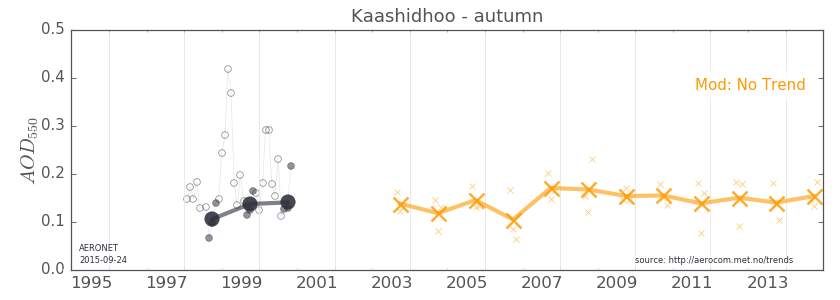 Kaashidhoo - autumn
0.5
0.4
0.3
0.2
0.1
0.0
AOD550
Mod: No Trend
AERONET
2015-09-24
source: http://aerocom.met.no/trends
1995 1997 1999 2001 2003 2005 2007 2009 2011 2013